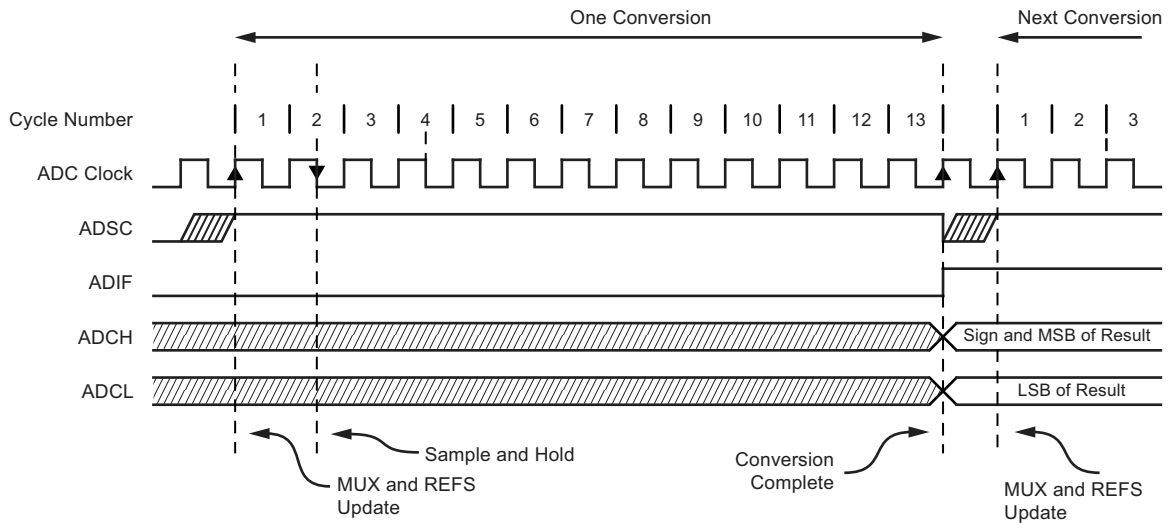 One Conversion
Next Conversion
Cycle Number
1 2 3 4 5 6 7 8 9 10 11 12 13 1 2 3
ADC Clock
ADSC
ADIF
ADCH
Sign and MSB of Result
ADCL
LSB of Result
Sample and Hold
MUX and REFS
Update
Conversion
Complete
MUX and REFS
Update